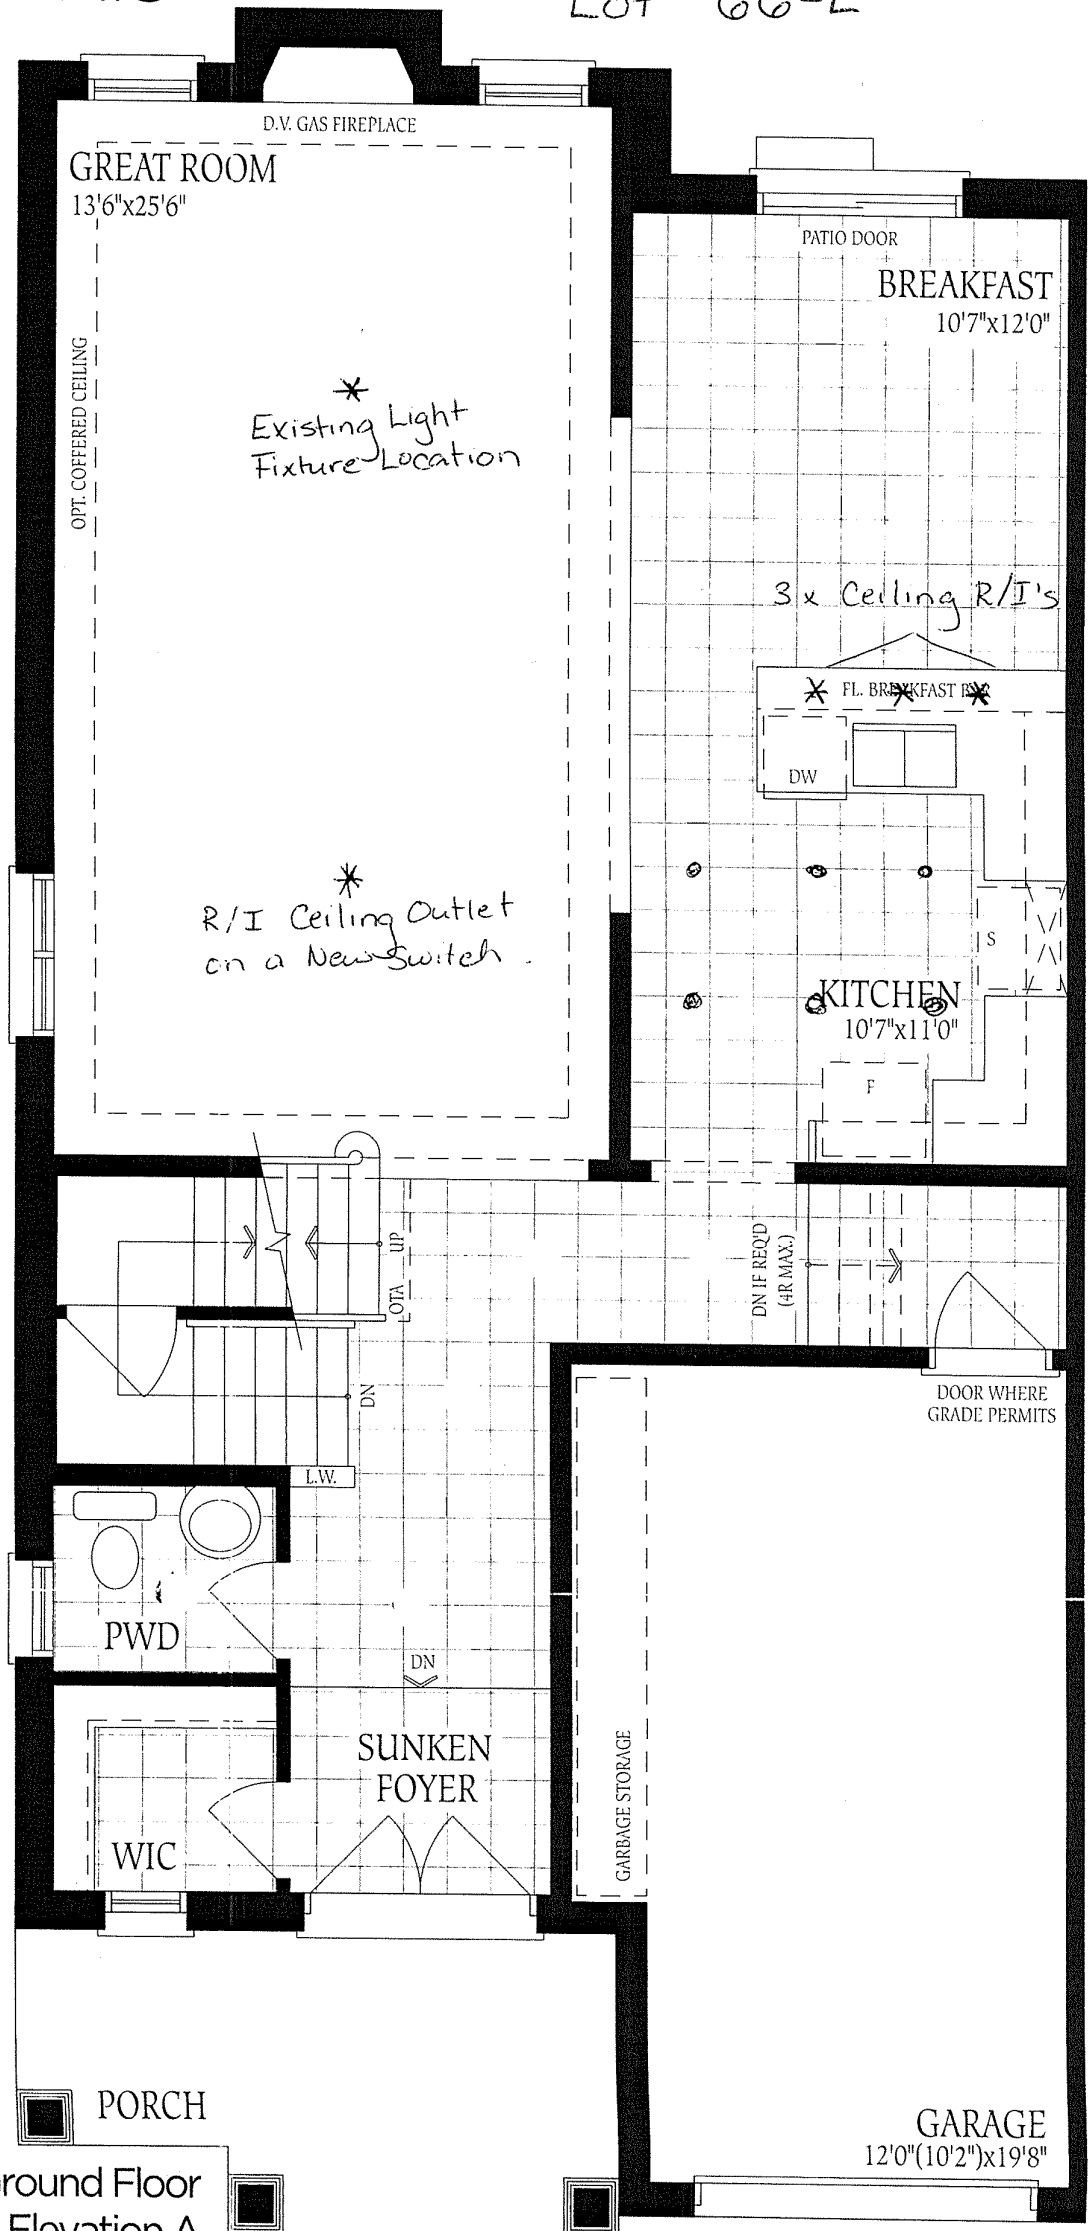 LOT 66-L
D.V. GAS FIREPLACE
GREAT ROOM
13'6"x25'6"
PATIO DOOR
BREAKFAST
10'7"x12'0"
OPT. COFFERED CEILING
Existing Light
Fixture Location
3x Ceiling R/I's
FL. BREAKFAST BAR
DW
R/I Ceiling Outlet
on a New Switch.
S
KITCHEN
10'7"x11'0"
F
UP
OTA
DN IF REQ'D
(4R MAX.)
DN
DOOR WHERE
GRADE PERMITS
L.W.
PWD
DN
SUNKEN
FOYER
WIC
GARBAGE STORAGE
PORCH
GARAGE
12'0"(10'2")x19'8"
round Floor
Elevation A